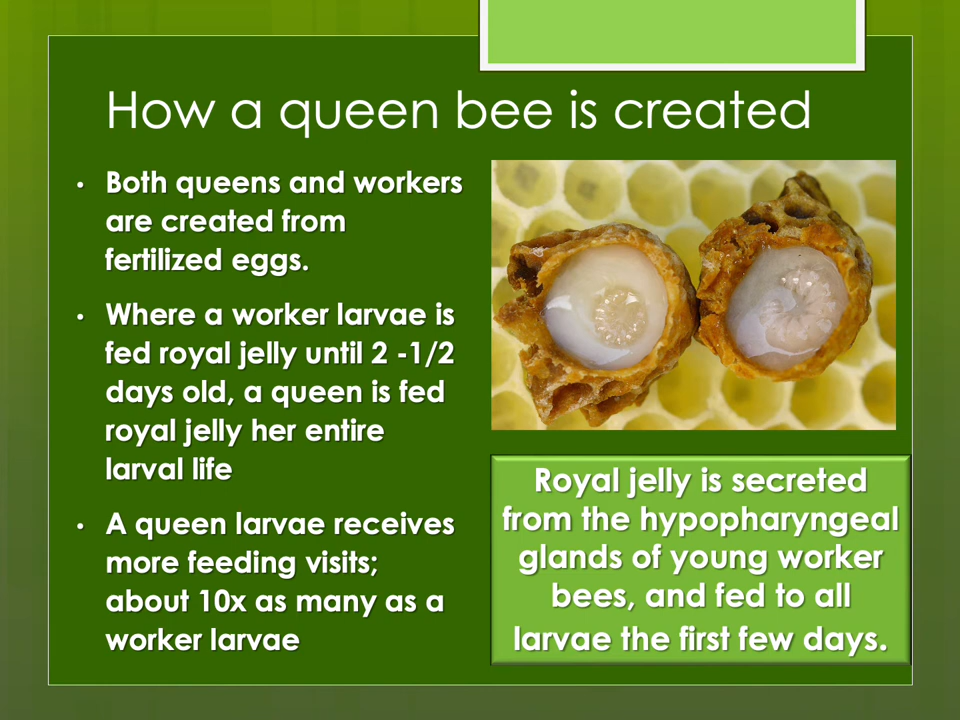 How a queen bee is created
• Both queens and workers
are created from
fertilized eggs.
• Where a worker larvae is
fed royal jelly until 2 -1/2
days old, a queen is fed
royal jelly her entire
larval life
• A queen larvae receives
more feeding visits;
about 10x as many as a
worker larvae
Royal jelly is secreted
from the hypopharyngeal
glands of young worker
bees, and fed to all
larvae the first few days.